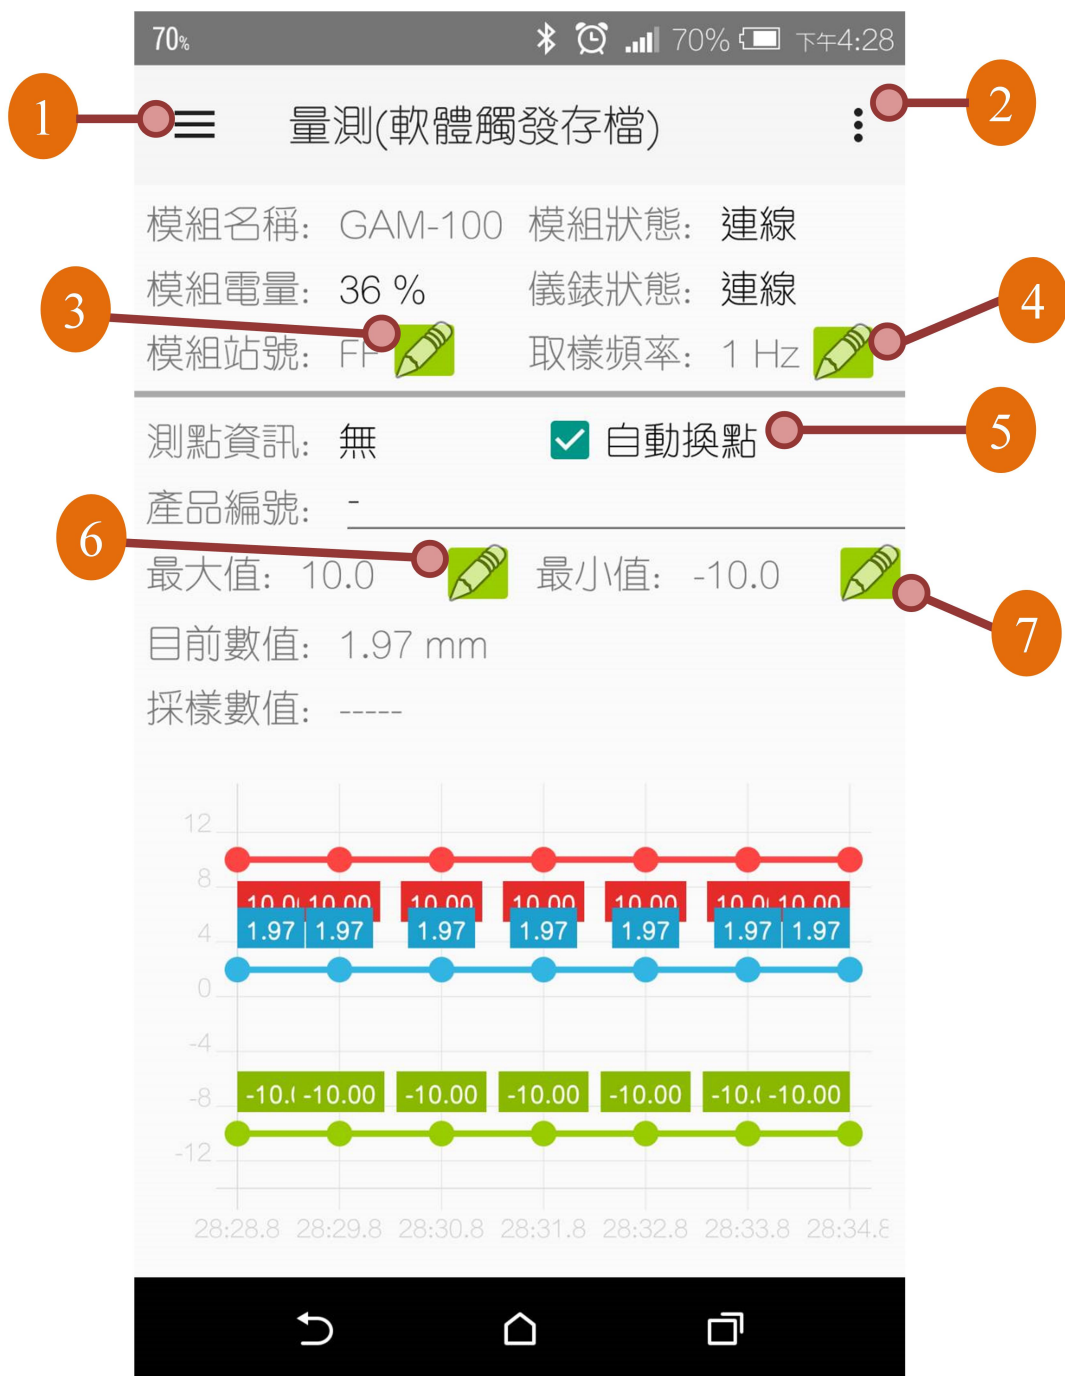 70%
70% 下午4:28
1
量測(軟體觸發存檔)
2
模組名稱: GAM-100 模組狀態: 連線
模組電量: 36 % 儀錶狀態: 連線
3
4
模組站號: FF 取樣頻率: 1 Hz
測點資訊: 無 自動換點
5
產品編號: -
6
最大值: 10.0 最小值: -10.0
7
目前數值: 1.97 mm
採樣數值: -----
12
8
10.00 10.00 10.00 10.00 10.00 10.00
4
1.97 1.97 1.97 1.97 1.97 1.97 1.97
0
-4
-8
-10.00 -10.00 -10.00 -10.00 -10.00
-12
28:28.8 28:29.8 28:30.8 28:31.8 28:32.8 28:33.8 28:34.8